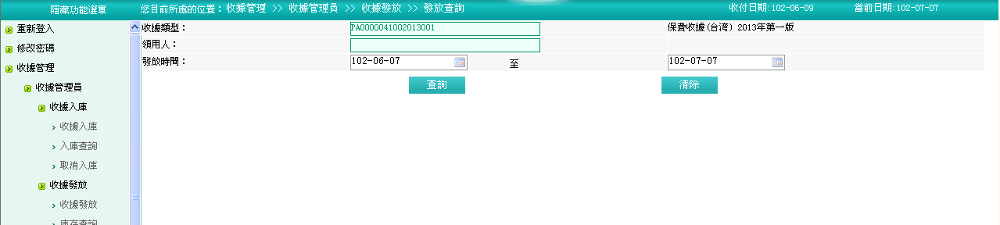 隱藏功能選單 您目前所處的位置：收據管理 >> 收據管理員 >> 收據發放 >> 發放查詢 收付日期:102-06-09 當前日期:102-07-07
重新登入
修改密碼
收據管理
收據管理員
收據入庫
收據入庫
入庫查詢
取消入庫
收據發放
收據發放
庫存查詢
收據類型： PA0000041002013001 保費收據(台湾) 2013年第一版
領用人：
發放時間： 102-06-07 至 102-07-07
查詢 清除